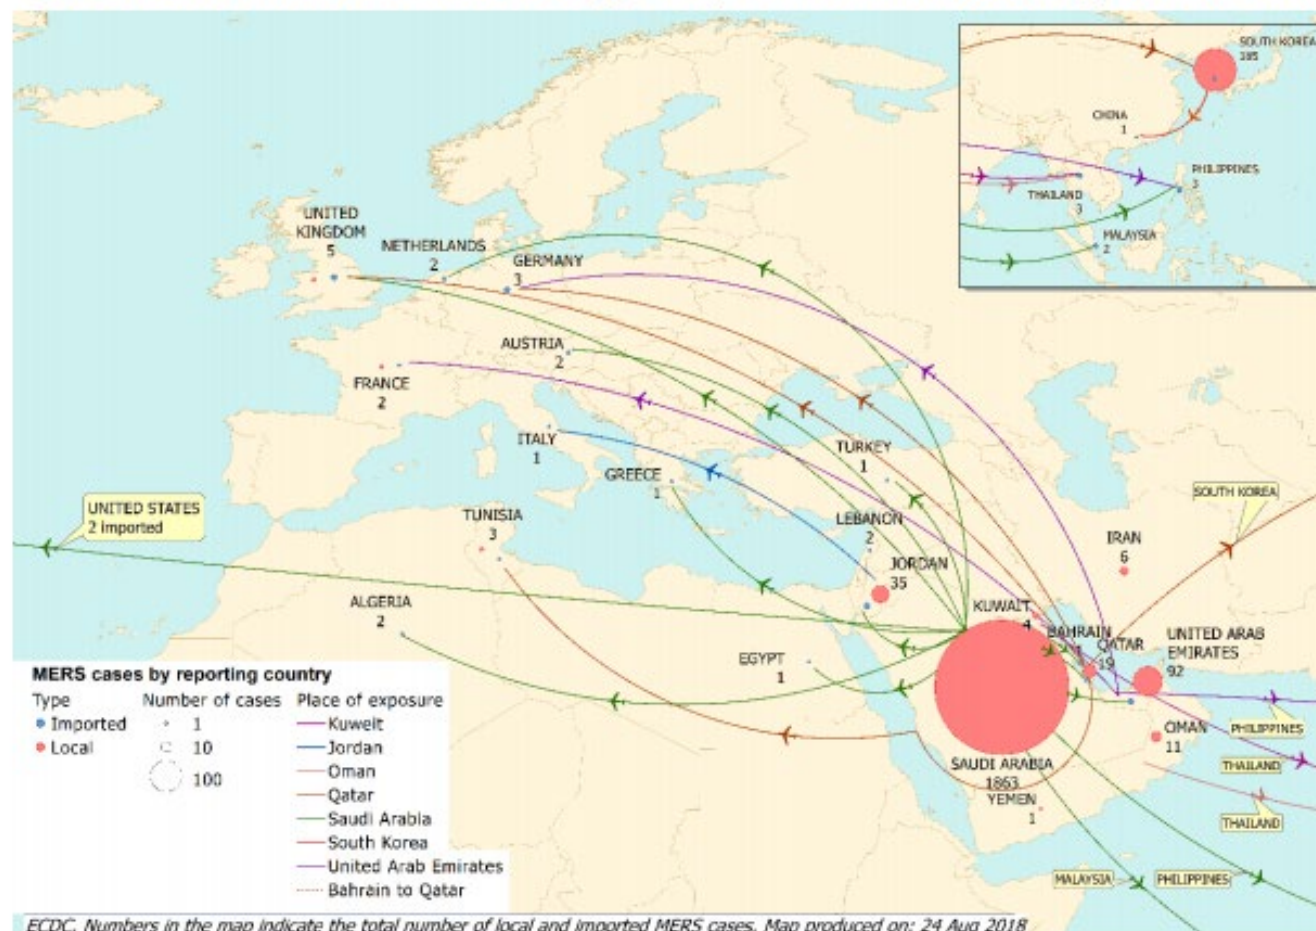 SOUTH KOREA
185
CHINA
1
PHILIPPINES
3
THAILAND
3
MALAYSIA
2
UNITED
KINGDOM
5
NETHERLANDS
2
GERMANY
3
AUSTRIA
2
FRANCE
2
ITALY
1
GREECE
1
TURKEY
1
SOUTH KOREA
UNITED STATES
2 imported
TUNISIA
3
LEBANON
2
IRAN
6
JORDAN
35
ALGERIA
2
KUWAIT
4
BAHRAIN
1
QATAR
19
UNITED ARAB
EMIRATES
92
EGYPT
1
PHILIPPINES
OMAN
11
SAUDI ARABIA
1863
THAILAND
YEMEN
1
THAILAND
MALAYSIA
PHILIPPINES
MERS cases by reporting country
Type
Imported
Local
Number of cases
1
10
100
Place of exposure
Kuweit
Jordan
Oman
Qatar
Saudi Arabia
South Korea
United Arab Emirates
Bahrain to Qatar
ECDC. Numbers in the map indicate the total number of local and imported MERS cases. Map produced on: 24 Aug 2018